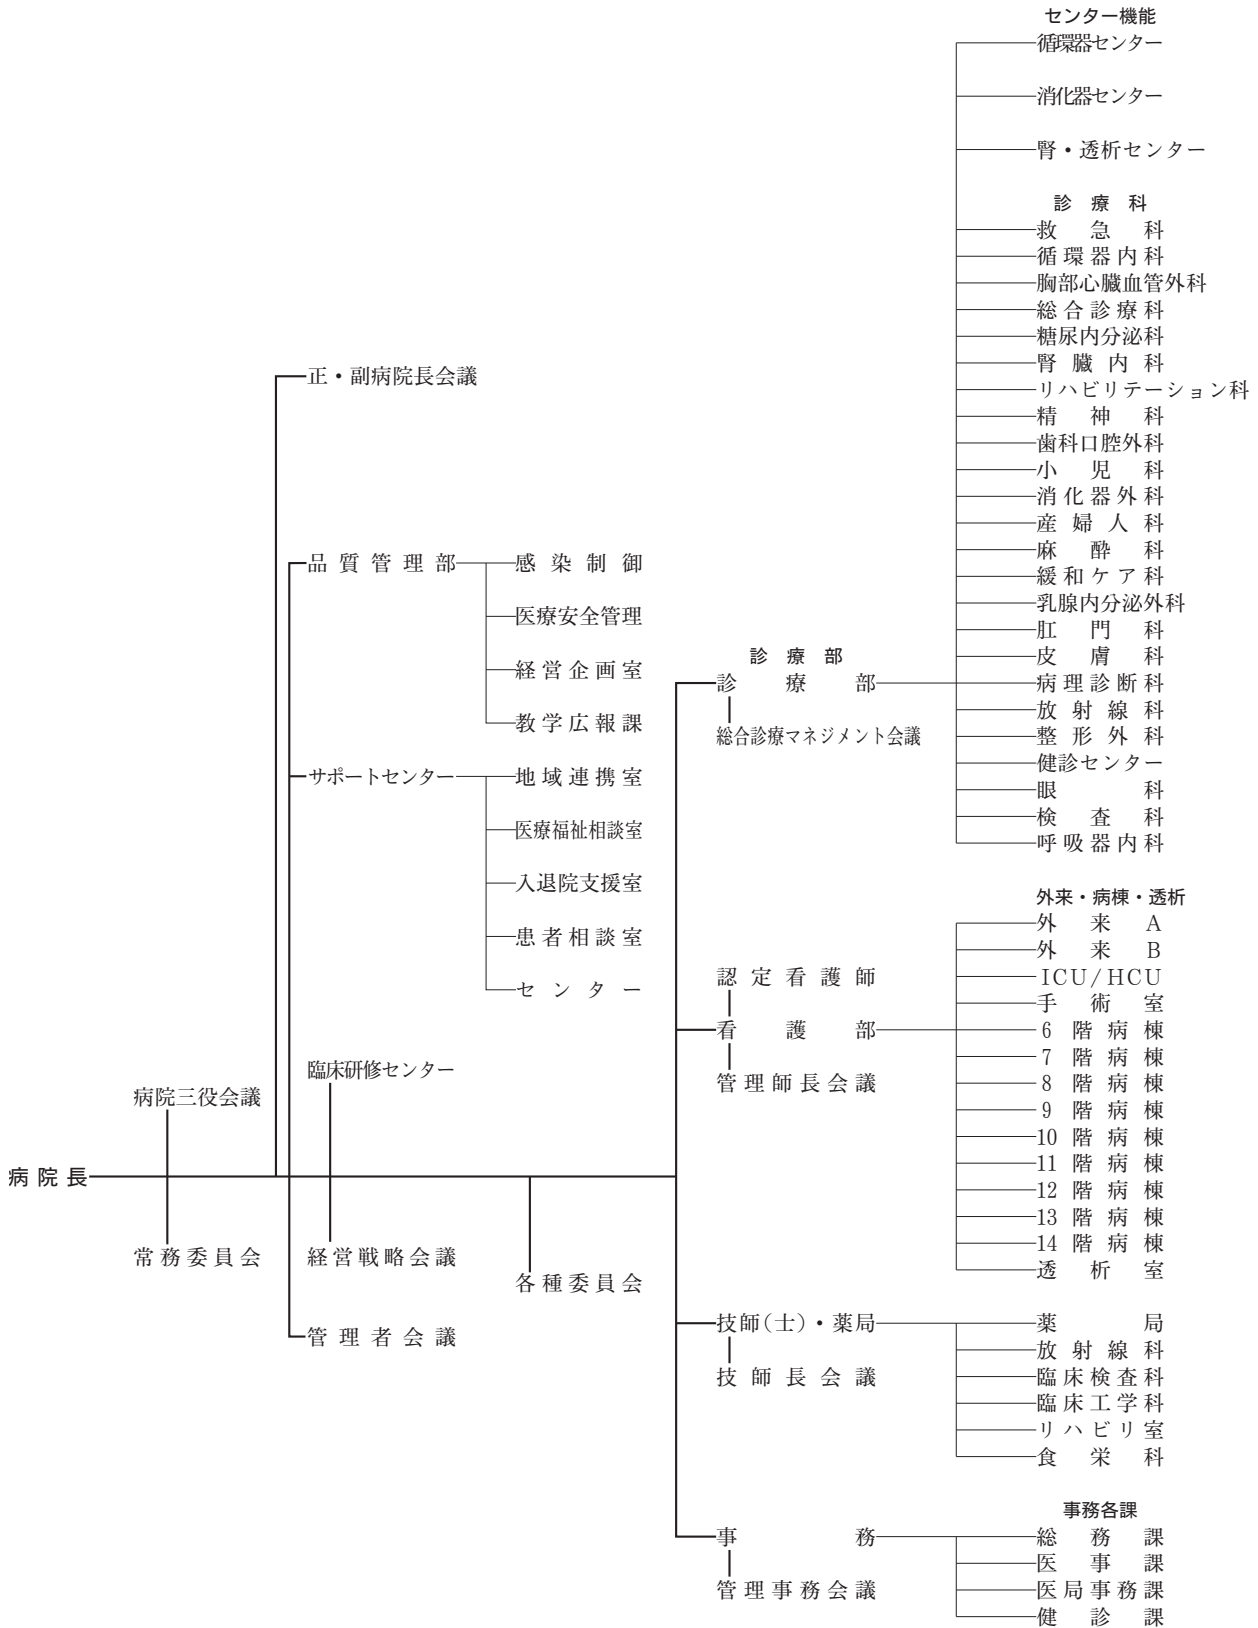 センター機能
循環器センター
消化器センター
腎・透析センター
診療科
救急科
循環器内科
胸部心臓血管外科
総合診療科
糖尿内分泌科
腎臓内科
リハビリテーション科
精神科
歯科口腔外科
小児科
消化器外科
産婦人科
麻酔科
緩和ケア科
乳腺内分泌外科
肛門科
皮膚科
病理診断科
放射線科
整形外科
健診センター
眼科
検査科
呼吸器内科
正・副病院長会議
品質管理部
感染制御
医療安全管理
経営企画室
教学広報課
サポートセンター
地域連携室
医療福祉相談室
入退院支援室
患者相談室
センター
診療部
診療部
総合診療マネジメント会議
外来・病棟・透析
外来A
外来B
ICU/HCU
手術室
6階病棟
7階病棟
8階病棟
9階病棟
10階病棟
11階病棟
12階病棟
13階病棟
14階病棟
透析室
認定看護師
看護部
管理師長会議
臨床研修センター
病院三役会議
病院長
常務委員会
経営戦略会議
各種委員会
管理者会議
技師(士)・薬局
技師長会議
薬局
放射線科
臨床検査科
臨床工学科
リハビリ室
食栄科
事務各課
事務
管理事務会議
総務課
医事課
医局事務課
健診課